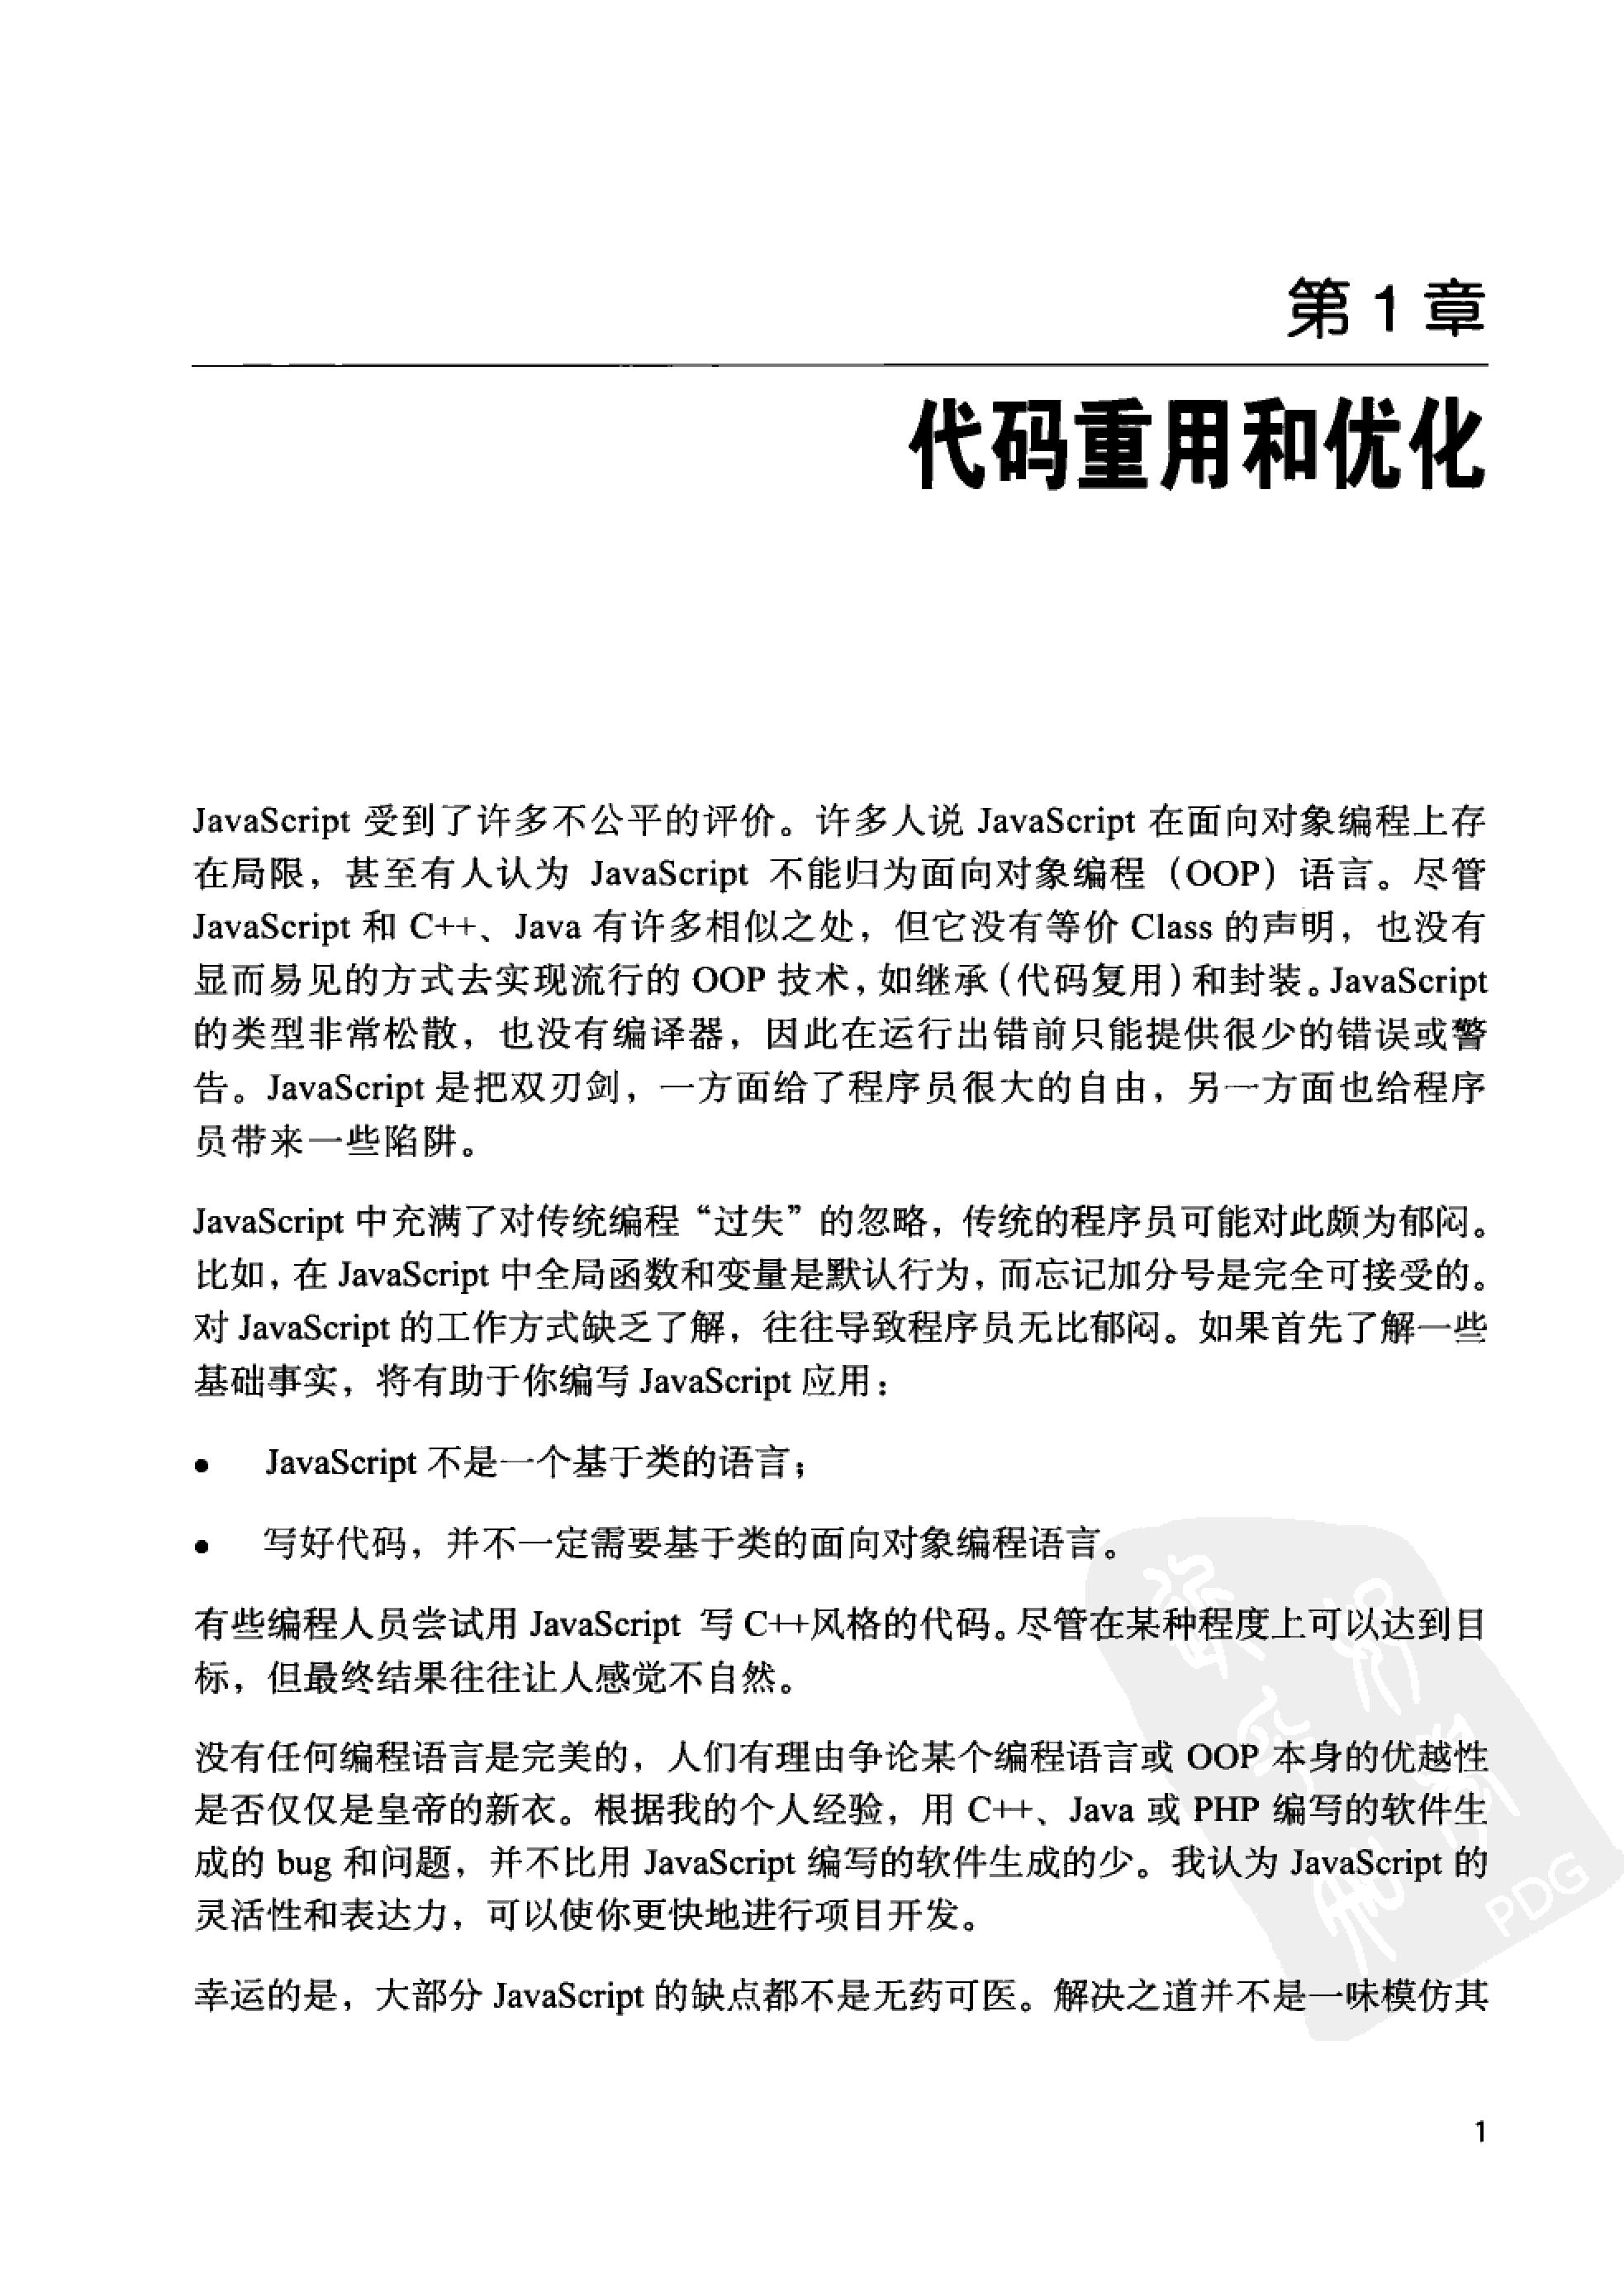 第 1 章
代码重用和优化
JavaScript 受到了许多不公平的评价。许多人说 JavaScript 在面向对象编程上存
在局限，甚至有人认为 JavaScript 不能归为面向对象编程（OOP）语言。尽管
JavaScript 和 C++、Java 有许多相似之处，但它没有等价 Class 的声明，也没有
显而易见的方式去实现流行的 OOP 技术，如继承（代码复用）和封装。JavaScript
的类型非常松散，也没有编译器，因此在运行出错前只能提供很少的错误或警
告。JavaScript 是把双刃剑，一方面给了程序员很大的自由，另一方面也给程序
员带来一些陷阱。
JavaScript 中充满了对传统编程“过失”的忽略，传统的程序员可能对此颇为郁闷。
比如，在 JavaScript 中全局函数和变量是默认行为，而忘记加分号是完全可接受的。
对 JavaScript 的工作方式缺乏了解，往往导致程序员无比郁闷。如果首先了解一些
基础事实，将有助于你编写 JavaScript 应用：
● JavaScript 不是一个基于类的语言；
● 写好代码，并不一定需要基于类的面向对象编程语言。
有些编程人员尝试用 JavaScript 写 C++风格的代码。尽管在某种程度上可以达到目
标，但最终结果往往让人感觉不自然。
没有任何编程语言是完美的，人们有理由争论某个编程语言或 OOP 本身的优越性
是否仅仅是皇帝的新衣。根据我的个人经验，用 C++、Java 或 PHP 编写的软件生
成的 bug 和问题，并不比用 JavaScript 编写的软件生成的少。我认为 JavaScript 的
灵活性和表达力，可以使你更快地进行项目开发。
幸运的是，大部分 JavaScript 的缺点都不是无药可医。解决之道并不是一味模仿其
PDG
1